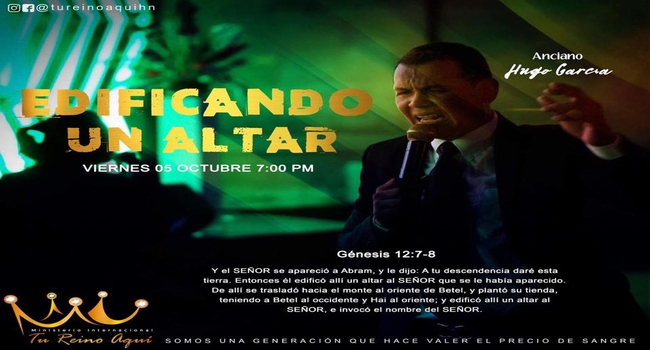 @tureinoaquihn
Anciano
Hugo García
EDIFICANDO
UN ALTAR
VIERNES 05 OCTUBRE 7:00 PM
Génesis 12:7-8
Y el SEÑOR se apareció a Abram, y le dijo: A tu descendencia daré esta
tierra. Entonces él edificó allí un altar al SEÑOR que se le había aparecido.
De allí se trasladó hacia el monte al oriente de Betel, y plantó su tienda,
teniendo a Betel al occidente y Hai al oriente; y edificó allí un altar al
SEÑOR, e invocó el nombre del SEÑOR.
Ministerio Internacional
Tu Reino Aquí
SOMOS UNA GENERACIÓN QUE HACE VALER EL PRECIO DE SANGRE